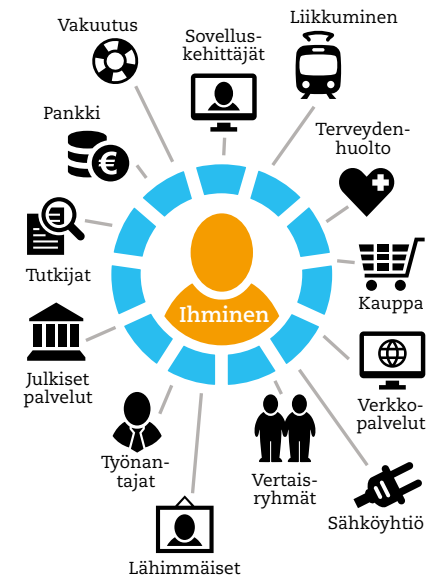 Vakuutus
Sovellus-
kehittäjät
Liikkuminen
Pankki
Terveyden-
huolto
Tutkijat
Ihminen
Kauppa
Julkiset
palvelut
Verkko-
palvelut
Työnan-
tajat
Vertais-
ryhmät
Sähköyhtiö
Lähimmäiset